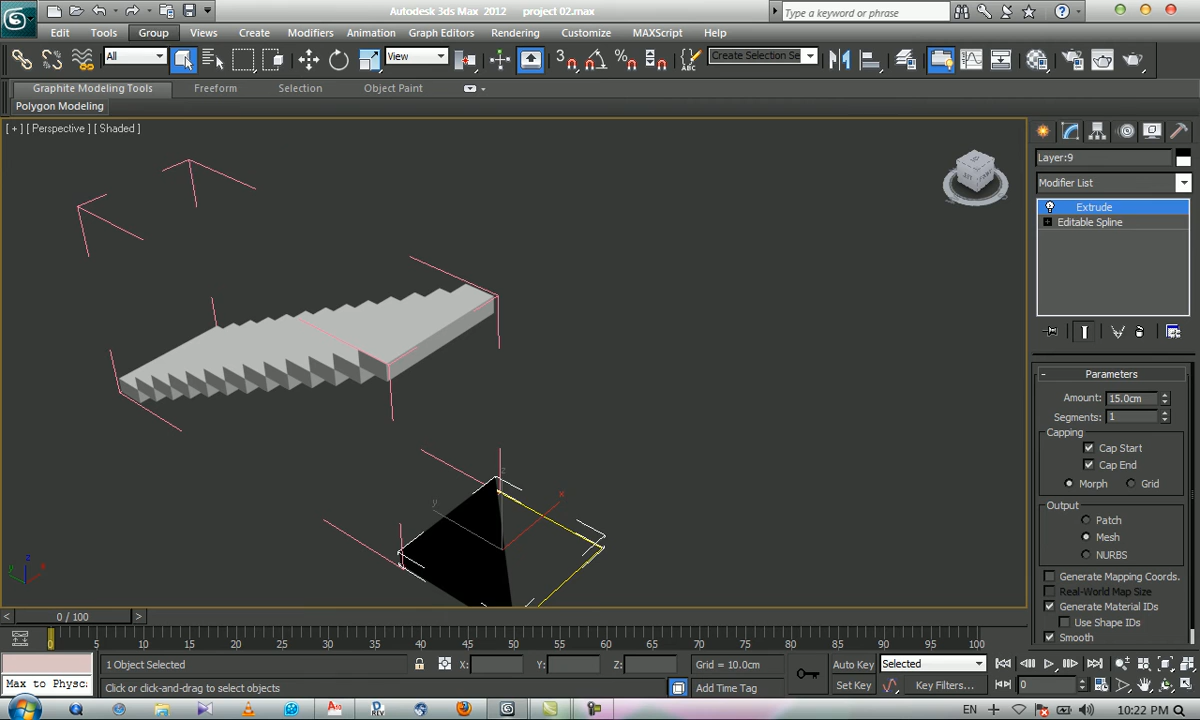 Autodesk 3ds Max 2012 project 02.max
Type a keyword or phrase
Edit Tools Group Views Create Modifiers Animation Graph Editors Rendering Customize MAXScript Help
All View 3 Create Selection Se
Graphite Modeling Tools Freeform Selection Object Paint
Polygon Modeling
[ + ] [ Perspective ] [ Shaded ]
Layer:9
Modifier List
Extrude
Editable Spline
Parameters
Amount: 15.0cm
Segments: 1
Capping
Cap Start
Cap End
Morph Grid
Output
Patch
Mesh
NURBS
Generate Mapping Coords.
Real-World Map Size
Generate Material IDs
Use Shape IDs
Smooth
z
x
y
z
y x
< 0 / 100 >
0 5 10 15 20 25 30 35 40 45 50 55 60 65 70 75 80 85 90 95 100
1 Object Selected X: Y: Z: Grid = 10.0cm Auto Key Selected
Max to Physc: Click or click-and-drag to select objects Add Time Tag Set Key Key Filters... 0
EN 10:22 PM